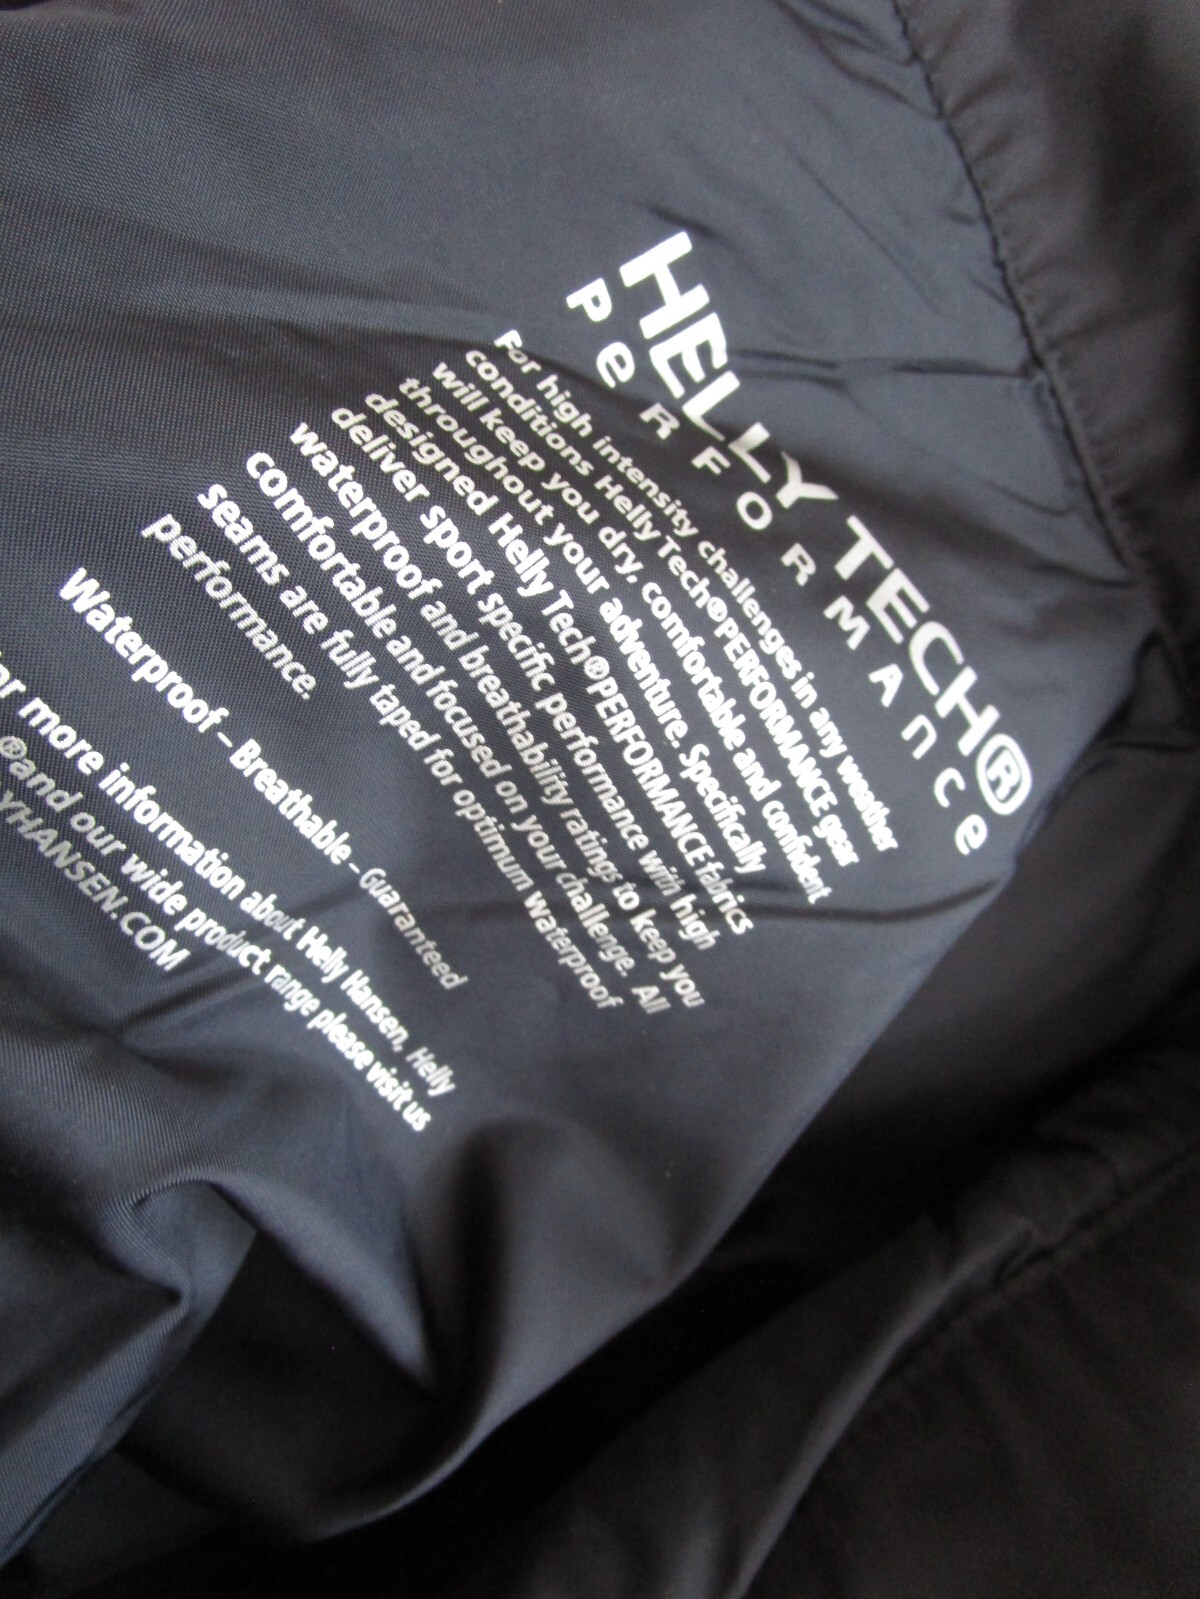 HELLY TECH®
PeRFORMAnce
For high intensity challenges in any weather
conditions Helly Tech®PERFORMANCE gear
will keep you dry, comfortable and confident
throughout your adventure. Specifically
designed Helly Tech®PERFORMANCE fabrics
deliver sport specific performance with high
waterproof and breathability ratings to keep you
comfortable and focused on your challenge. All
seams are fully taped for optimum waterproof
performance.
Waterproof – Breathable – Guaranteed
more information about Helly Hansen, Helly
®and our wide product range please visit us
YHANSEN.COM